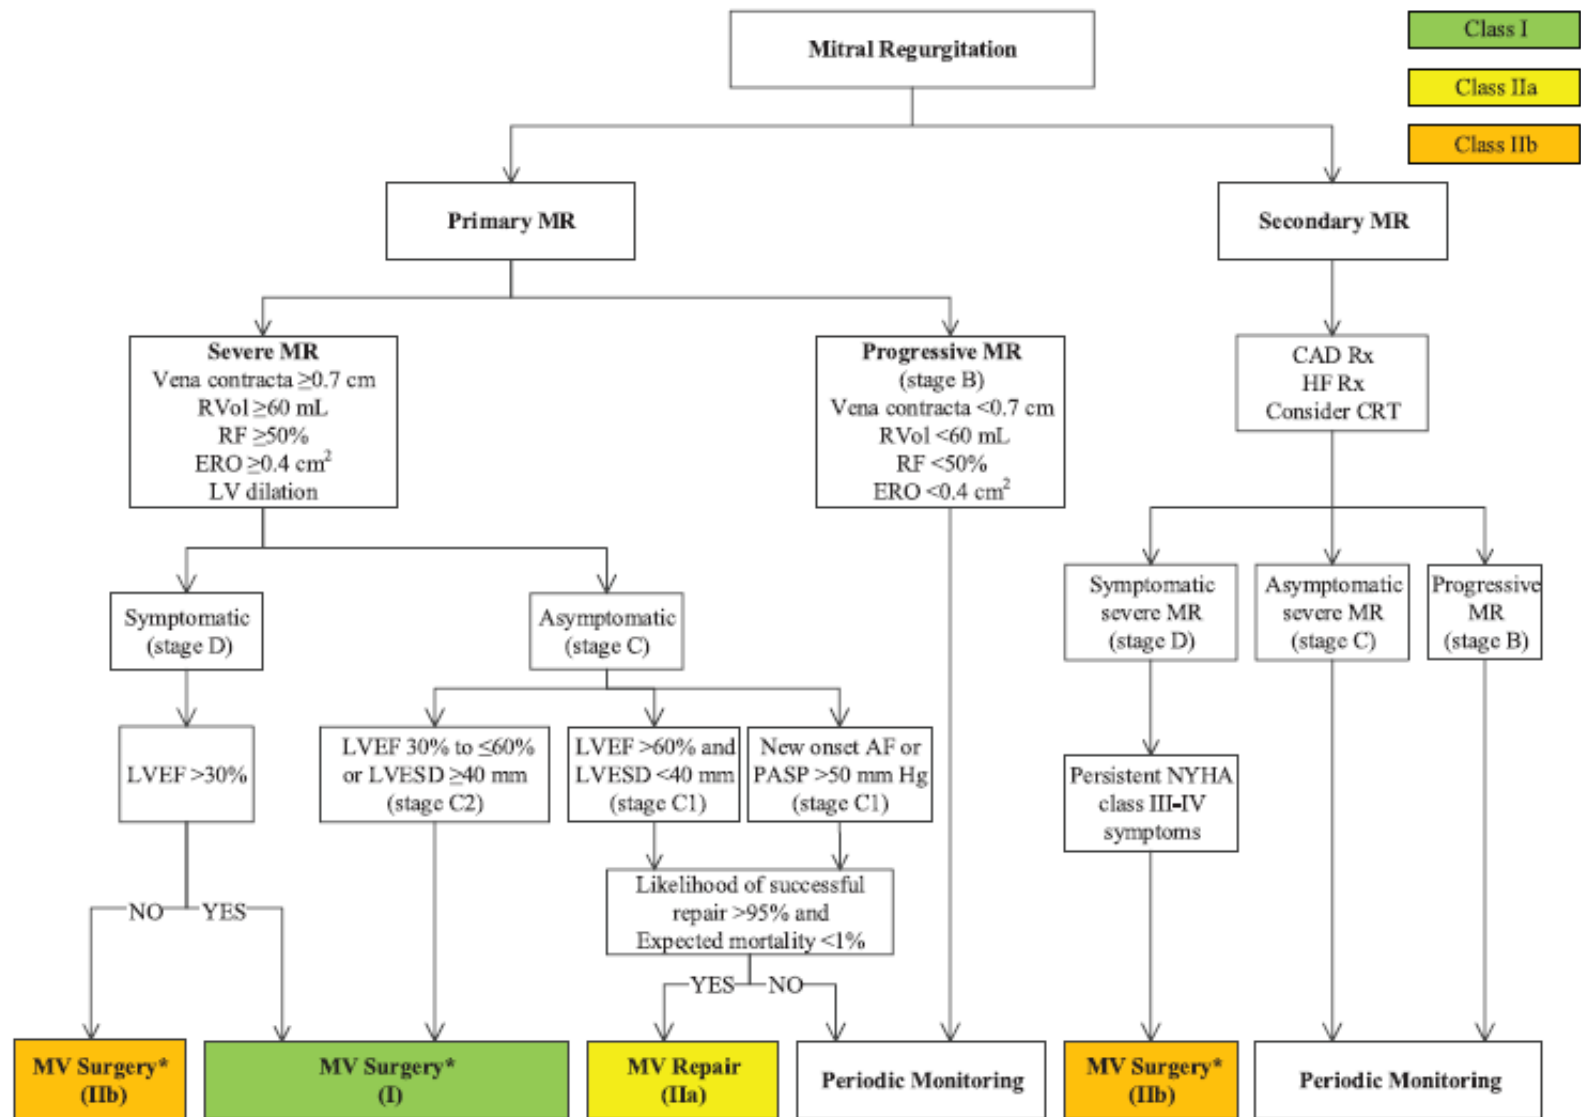 Mitral Regurgitation
Class I
Class IIa
Class IIb
Primary MR
Secondary MR
Severe MR
Vena contracta ≥0.7 cm
RVol ≥60 mL
RF ≥50%
ERO ≥0.4 cm²
LV dilation
Progressive MR
(stage B)
Vena contracta <0.7 cm
RVol <60 mL
RF <50%
ERO <0.4 cm²
CAD Rx
HF Rx
Consider CRT
Symptomatic
(stage D)
Asymptomatic
(stage C)
Symptomatic
severe MR
(stage D)
Asymptomatic
severe MR
(stage C)
Progressive
MR
(stage B)
LVEF >30%
LVEF 30% to ≤60%
or LVESD ≥40 mm
(stage C2)
LVEF >60% and
LVESD <40 mm
(stage C1)
New onset AF or
PASP >50 mm Hg
(stage C1)
Persistent NYHA
class III-IV
symptoms
Likelihood of successful
repair >95% and
Expected mortality <1%
NO
YES
YES
NO
MV Surgery*
(IIb)
MV Surgery*
(I)
MV Repair
(IIa)
Periodic Monitoring
MV Surgery*
(IIb)
Periodic Monitoring